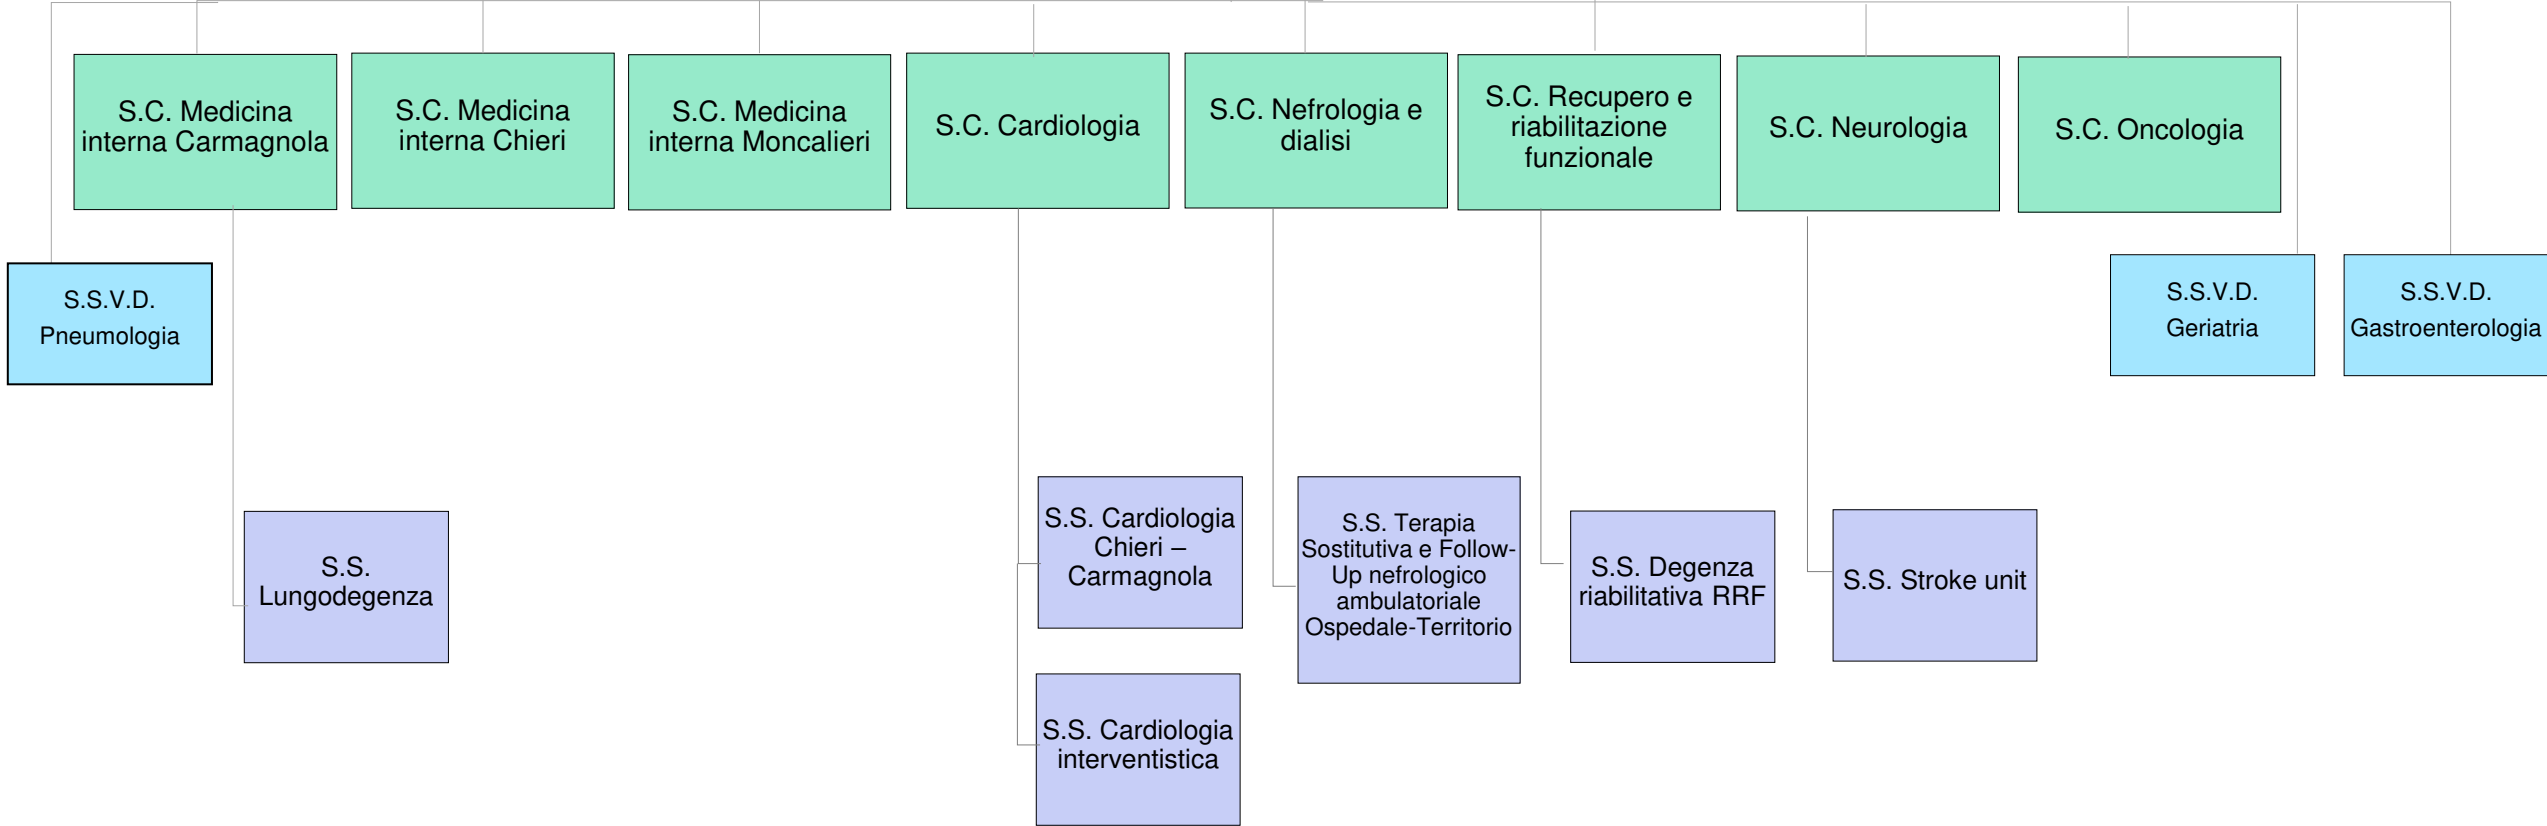 S.C. Medicina
interna Carmagnola
S.C. Medicina
interna Chieri
S.C. Medicina
interna Moncalieri
S.C. Cardiologia
S.C. Nefrologia e
dialisi
S.C. Recupero e
riabilitazione
funzionale
S.C. Neurologia
S.C. Oncologia
S.S.V.D.
Pneumologia
S.S.V.D.
Geriatria
S.S.V.D.
Gastroenterologia
S.S.
Lungodegenza
S.S. Cardiologia
Chieri –
Carmagnola
S.S. Terapia
Sostitutiva e Follow-
Up nefrologico
ambulatoriale
Ospedale-Territorio
S.S. Degenza
riabilitativa RRF
S.S. Stroke unit
S.S. Cardiologia
interventistica